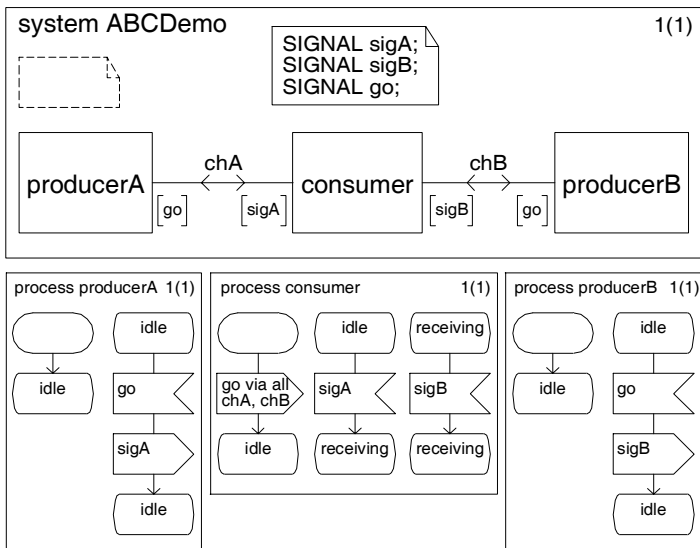 system ABCDemo 1(1)
SIGNAL sigA;
SIGNAL sigB;
SIGNAL go;
producerA
chA
consumer
chB
producerB
[go]
[sigA]
[sigB]
[go]
process producerA 1(1)
idle
idle
go
sigA
idle
process consumer 1(1)
go via all
chA, chB
idle
idle
sigA
receiving
receiving
sigB
receiving
process producerB 1(1)
idle
idle
go
sigB
idle